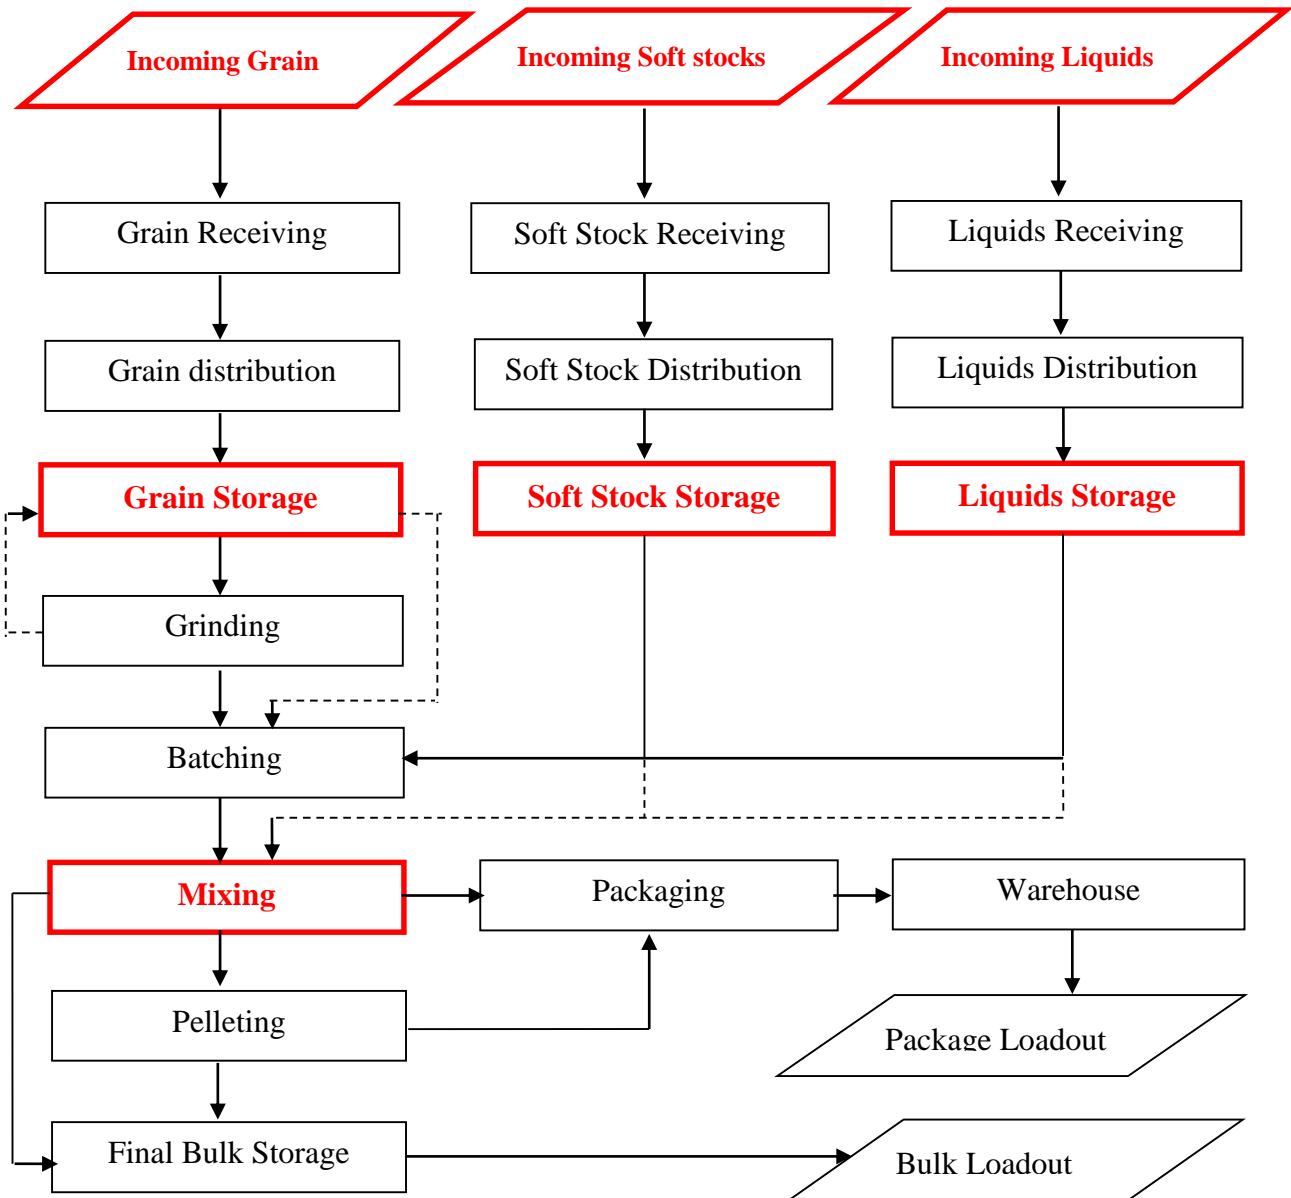 Incoming Grain
Incoming Soft stocks
Incoming Liquids
Grain Receiving
Soft Stock Receiving
Liquids Receiving
Grain distribution
Soft Stock Distribution
Liquids Distribution
Grain Storage
Soft Stock Storage
Liquids Storage
Grinding
Batching
Mixing
Packaging
Warehouse
Pelleting
Package Loadout
Final Bulk Storage
Bulk Loadout